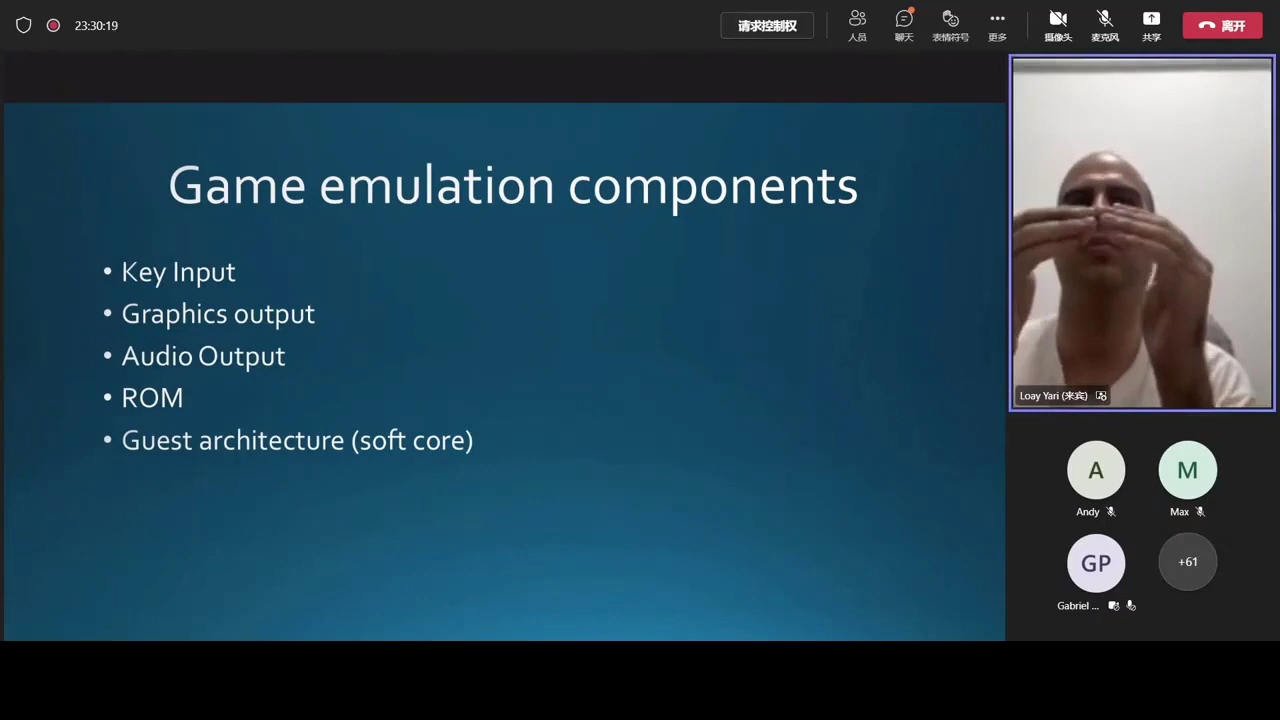 23:30:19
请求控制权
人员
聊天
表情符号
更多
摄像头
麦克风
共享
离开
Game emulation components
• Key Input
• Graphics output
• Audio Output
• ROM
• Guest architecture (soft core)
Loay Yari (来宾)
A
Andy
M
Max
GP
Gabriel ...
+61